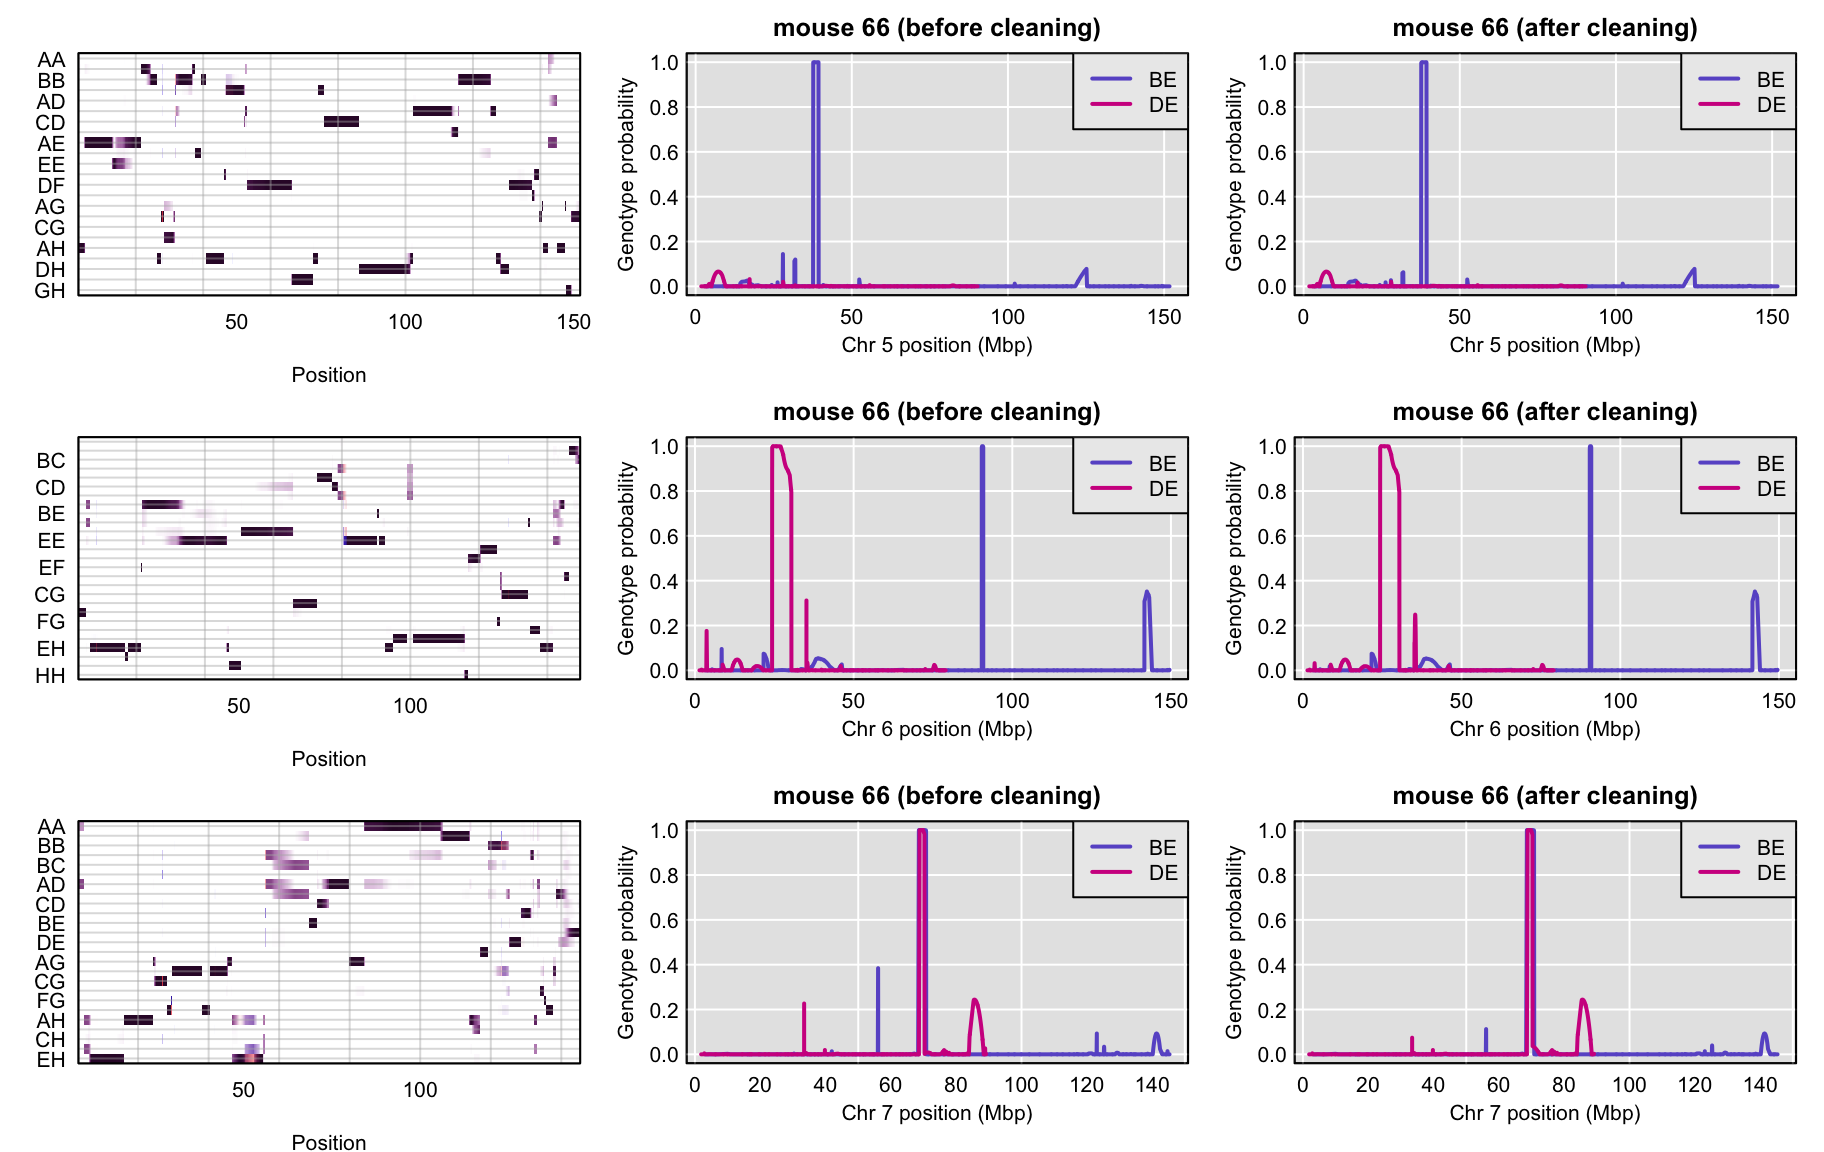 mouse 66 (before cleaning)
mouse 66 (after cleaning)
AA
BB
AD
CD
AE
EE
DF
AG
CG
AH
DH
GH
50
100
150
Position
Genotype probability
1.0
0.8
0.6
0.4
0.2
0.0
BE
DE
0
50
100
150
Chr 5 position (Mbp)
Genotype probability
1.0
0.8
0.6
0.4
0.2
0.0
BE
DE
0
50
100
150
Chr 5 position (Mbp)
mouse 66 (before cleaning)
mouse 66 (after cleaning)
BC
CD
BE
EE
EF
CG
FG
EH
HH
50
100
Position
Genotype probability
1.0
0.8
0.6
0.4
0.2
0.0
BE
DE
0
50
100
150
Chr 6 position (Mbp)
Genotype probability
1.0
0.8
0.6
0.4
0.2
0.0
BE
DE
0
50
100
150
Chr 6 position (Mbp)
mouse 66 (before cleaning)
mouse 66 (after cleaning)
AA
BB
BC
AD
CD
BE
DE
AG
CG
FG
AH
CH
EH
50
100
Position
Genotype probability
1.0
0.8
0.6
0.4
0.2
0.0
BE
DE
0
20
40
60
80
100
120
140
Chr 7 position (Mbp)
Genotype probability
1.0
0.8
0.6
0.4
0.2
0.0
BE
DE
0
20
40
60
80
100
120
140
Chr 7 position (Mbp)